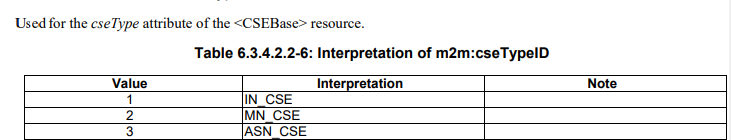 Used for the cseType attribute of the <CSEBase> resource.
Table 6.3.4.2.2-6: Interpretation of m2m:cseTypeID
Value Interpretation Note
1 IN_CSE
2 MN_CSE
3 ASN_CSE